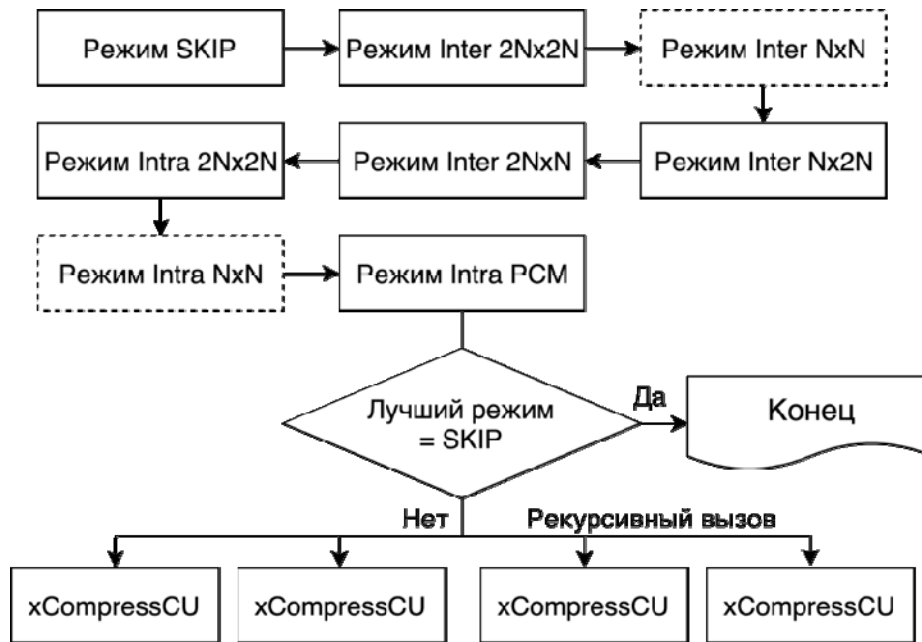 Режим SKIP
Режим Inter 2Nx2N
Режим Inter NxN
Режим Intra 2Nx2N
Режим Inter 2NxN
Режим Inter Nx2N
Режим Intra NxN
Режим Intra PCM
Лучший режим
= SKIP
Да
Конец
Нет
Рекурсивный вызов
xCompressCU
xCompressCU
xCompressCU
xCompressCU